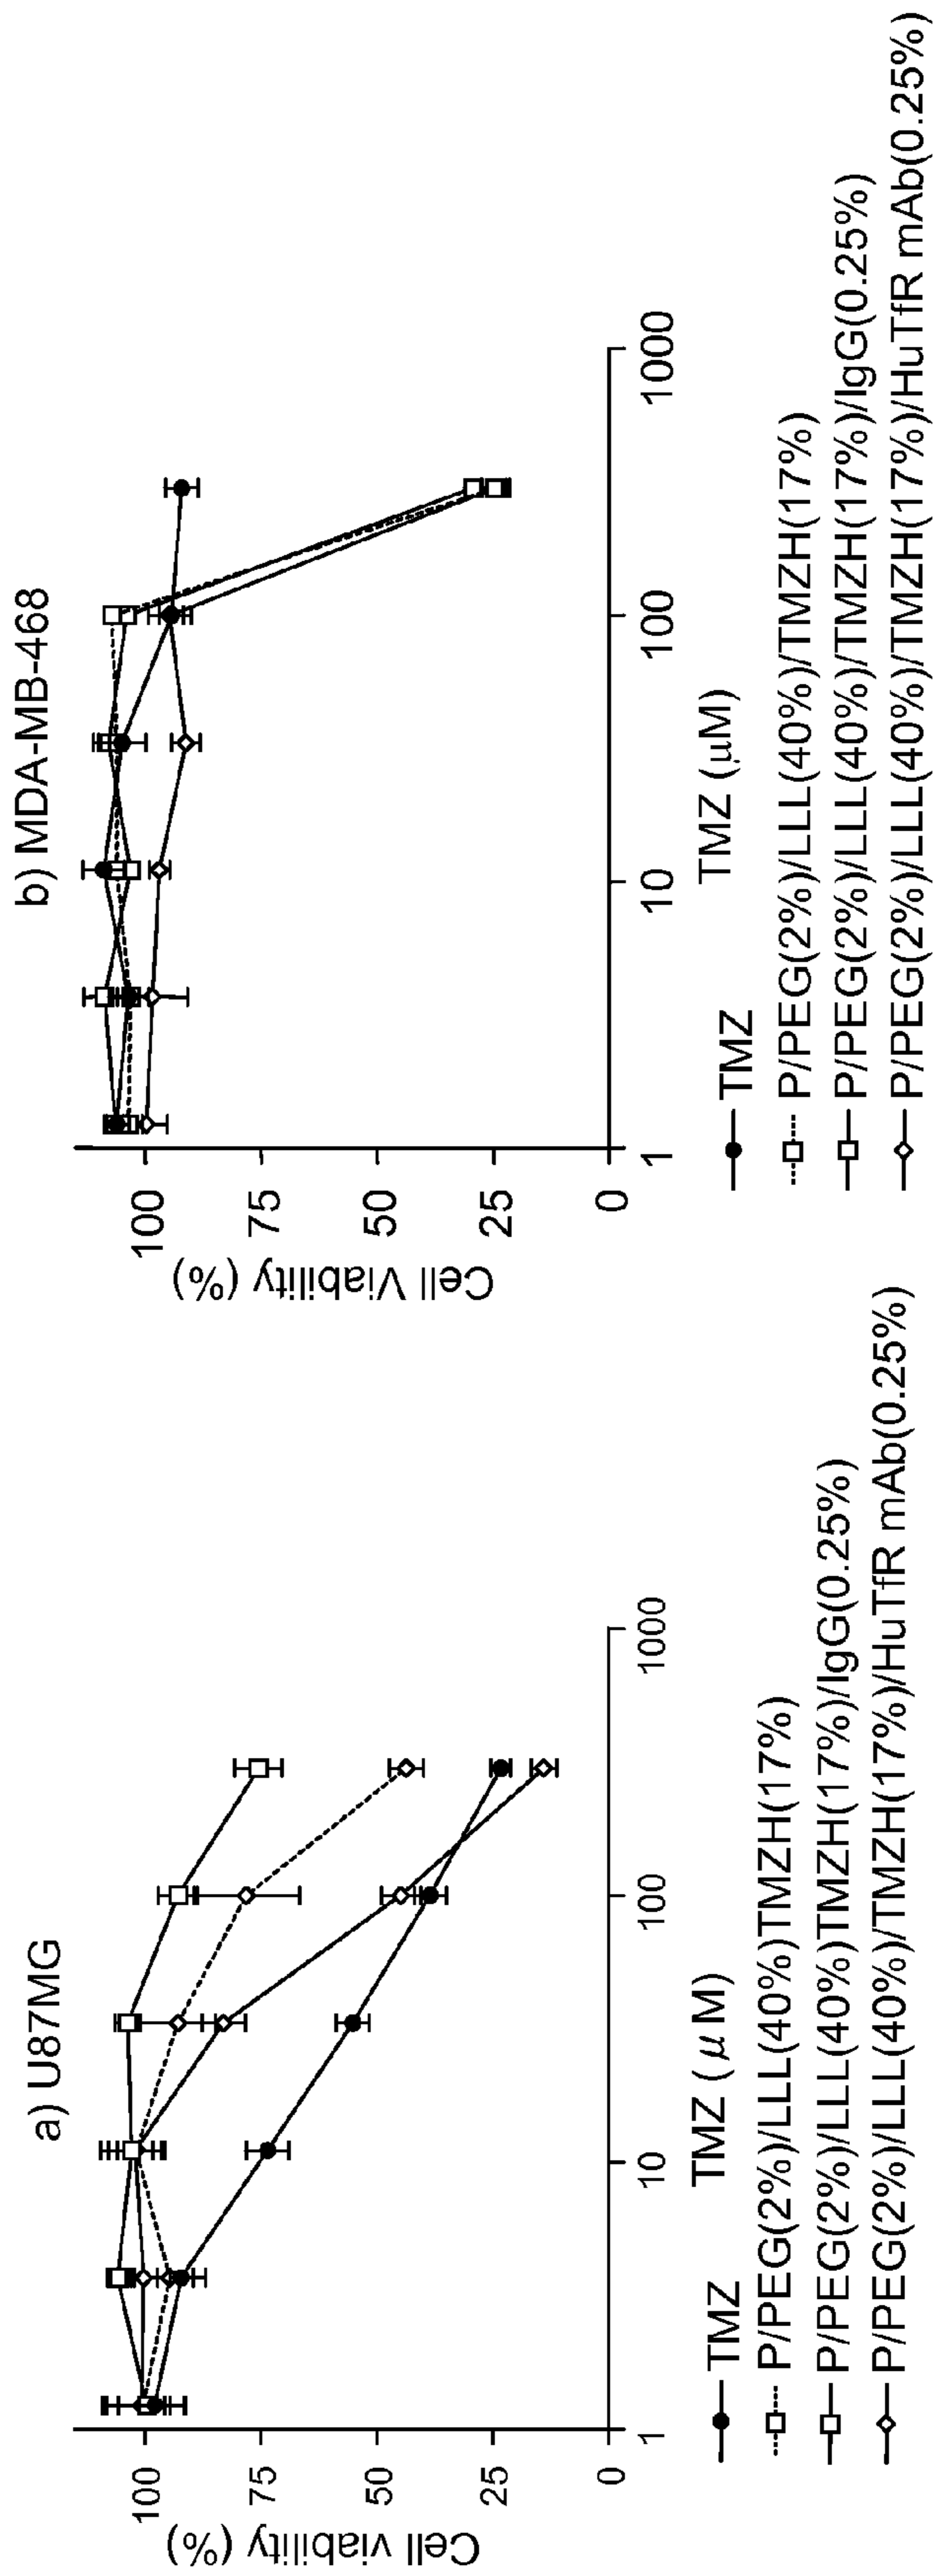 a) U87MG
Cell viability (%)
100
75
50
25
0
1
10
100
1000
TMZ (μM)
TMZ
P/PEG(2%)/LLL(40%)TMZH(17%)
P/PEG(2%)/LLL(40%)TMZH(17%)/IgG(0.25%)
P/PEG(2%)/LLL(40%)/TMZH(17%)/HuTfR mAb(0.25%)
b) MDA-MB-468
Cell Viability (%)
100
75
50
25
0
1
10
100
1000
TMZ (μM)
TMZ
P/PEG(2%)/LLL(40%)/TMZH(17%)
P/PEG(2%)/LLL(40%)/TMZH(17%)/IgG(0.25%)
P/PEG(2%)/LLL(40%)/TMZH(17%)/HuTfR mAb(0.25%)